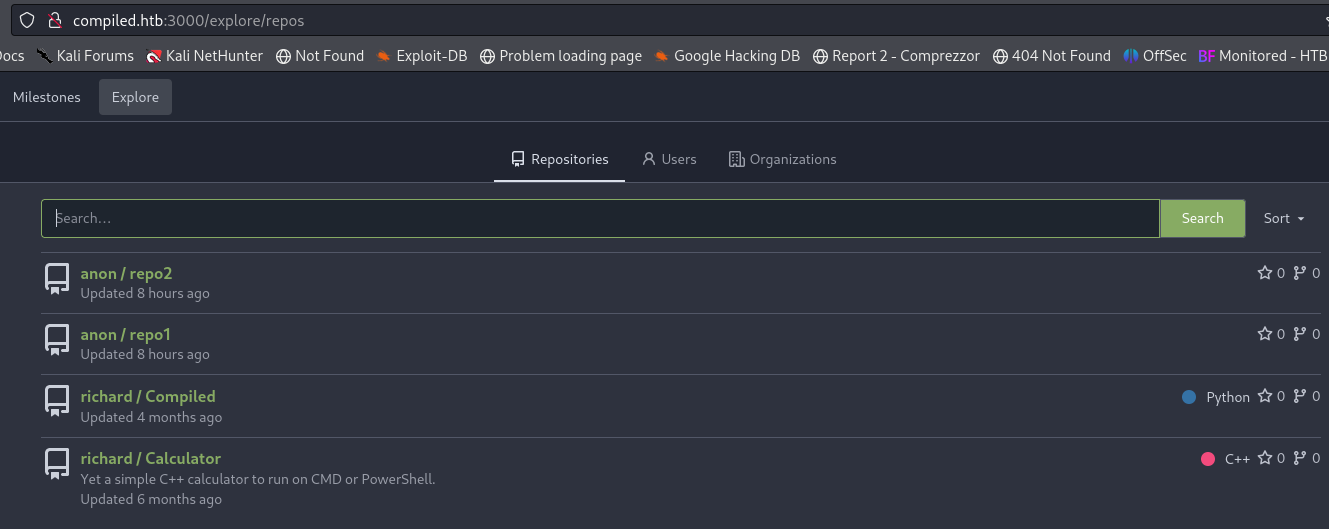 compiled.htb:3000/explore/repos
Docs Kali Forums Kali NetHunter Not Found Exploit-DB Problem loading page Google Hacking DB Report 2 - Comprezzor 404 Not Found OffSec BF Monitored - HTB
Milestones Explore
Repositories Users Organizations
Search... Search Sort
anon / repo2 0 0
Updated 8 hours ago
anon / repo1 0 0
Updated 8 hours ago
richard / Compiled Python 0 0
Updated 4 months ago
richard / Calculator C++ 0 0
Yet a simple C++ calculator to run on CMD or PowerShell.
Updated 6 months ago